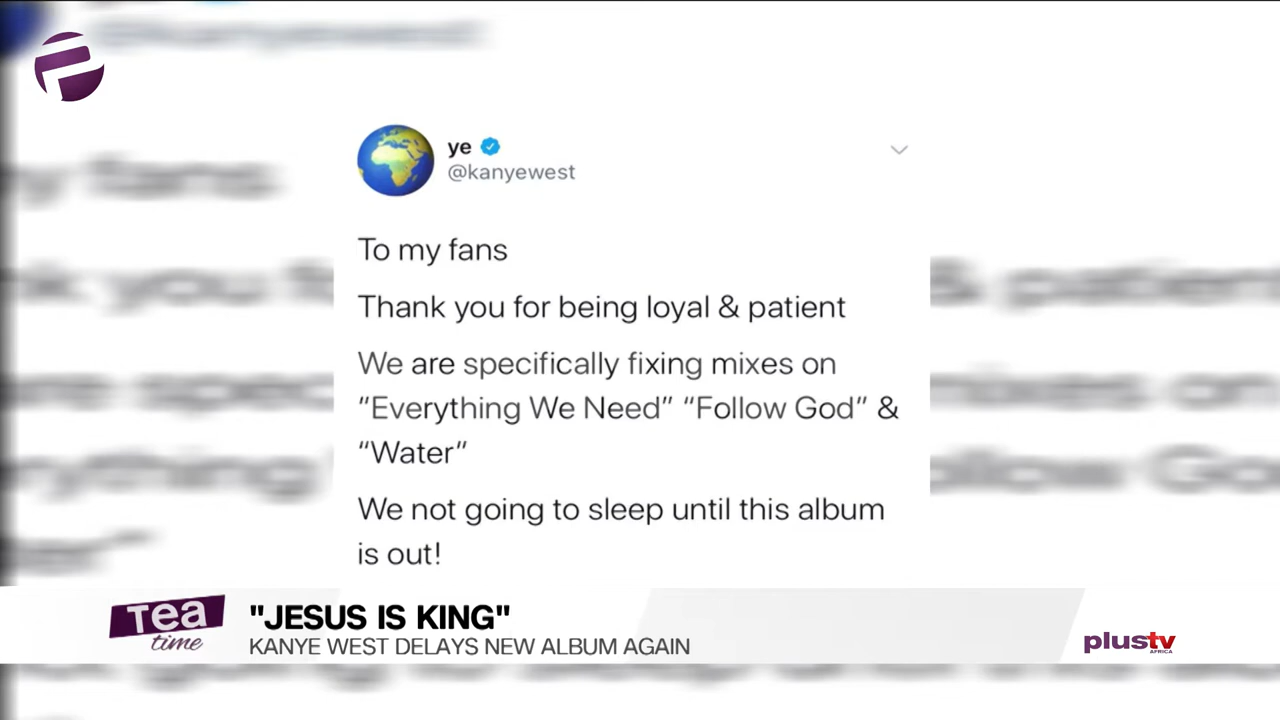 ye
@kanyewest
To my fans
Thank you for being loyal & patient
We are specifically fixing mixes on
“Everything We Need” “Follow God” &
“Water”
We not going to sleep until this album
is out!
Tea
time
"JESUS IS KING"
KANYE WEST DELAYS NEW ALBUM AGAIN
plustv
AFRICA